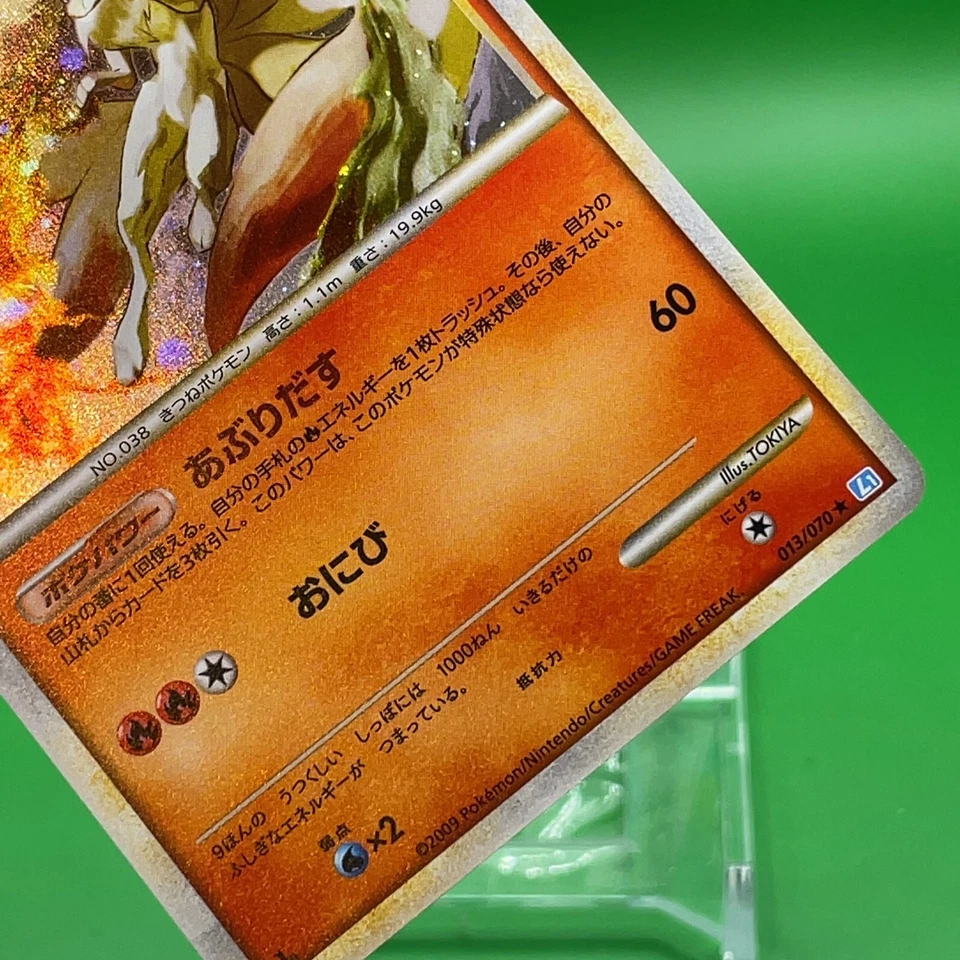 NO.038 きつねポケモン 高さ:1.1m 重さ:19.9kg
ポケパワー あぶりだす
自分の番に1回使える。自分の手札のエネルギーを1枚トラッシュ。その後、自分の
山札からカードを3枚引く。このパワーは、このポケモンが特殊状態なら使えない。
おにび 60
9ほんの うつくしい しっぽには 1000ねん いきるだけの
ふしぎなエネルギーが つまっている。
Illus.TOKIYA
弱点 抵抗力 にげる
×2
©2009 Pokémon/Nintendo/Creatures/GAME FREAK.
013/070 ★ L1